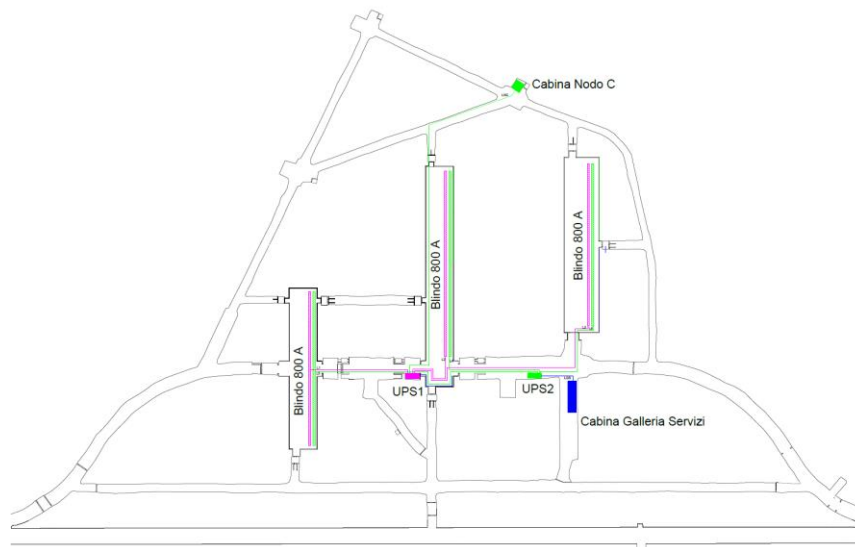 Cabina Nodo C
Blindo 800 A
Blindo 800 A
Blindo 800 A
UPS1
UPS2
Cabina Galleria Servizi